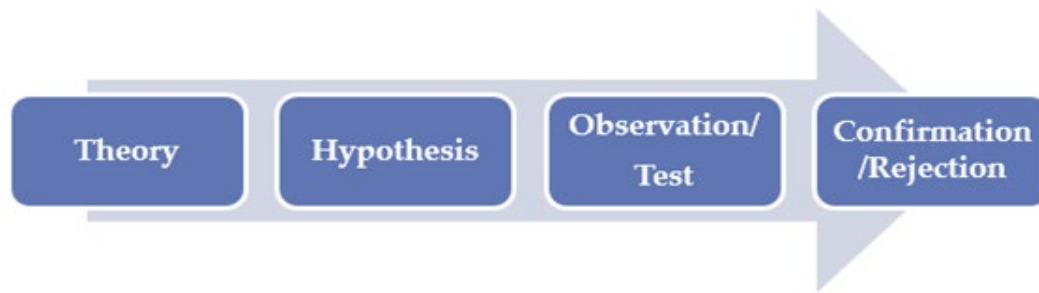 Theory
Hypothesis
Observation/
Test
Confirmation
/Rejection